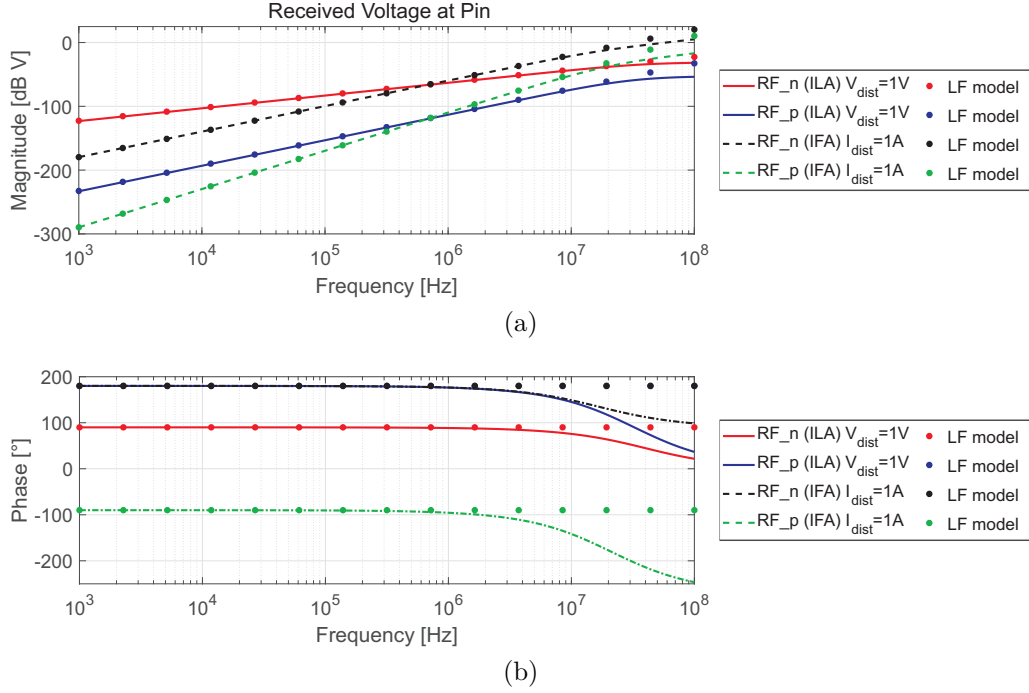 Received Voltage at Pin
Magnitude [dB V]
0
-100
-200
-300
10^3 10^4 10^5 10^6 10^7 10^8
Frequency [Hz]
RF_n (ILA) V_dist=1V LF model
RF_p (ILA) V_dist=1V LF model
RF_n (IFA) I_dist=1A LF model
RF_p (IFA) I_dist=1A LF model
(a)
Phase [°]
200
100
0
-100
-200
10^3 10^4 10^5 10^6 10^7 10^8
Frequency [Hz]
RF_n (ILA) V_dist=1V LF model
RF_p (ILA) V_dist=1V LF model
RF_n (IFA) I_dist=1A LF model
RF_p (IFA) I_dist=1A LF model
(b)